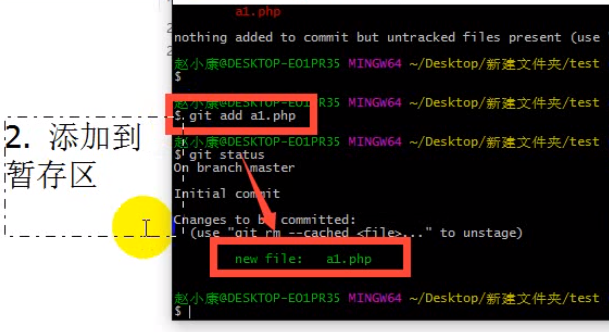 a1.php
nothing added to commit but untracked files present (use
赵小康@DESKTOP-EO1PR35 MINGW64 ~/Desktop/新建文件夹/test
$
赵小康@DESKTOP-EO1PR35 MINGW64 ~/Desktop/新建文件夹/test
$ git add a1.php
2. 添加到
暂存区
赵小康@DESKTOP-EO1PR35 MINGW64 ~/Desktop/新建文件夹/test
$ git status
On branch master
Initial commit
Changes to be committed:
(use "git rm --cached <file>..." to unstage)
new file: a1.php
赵小康@DESKTOP-EO1PR35 MINGW64 ~/Desktop/新建文件夹/test
$